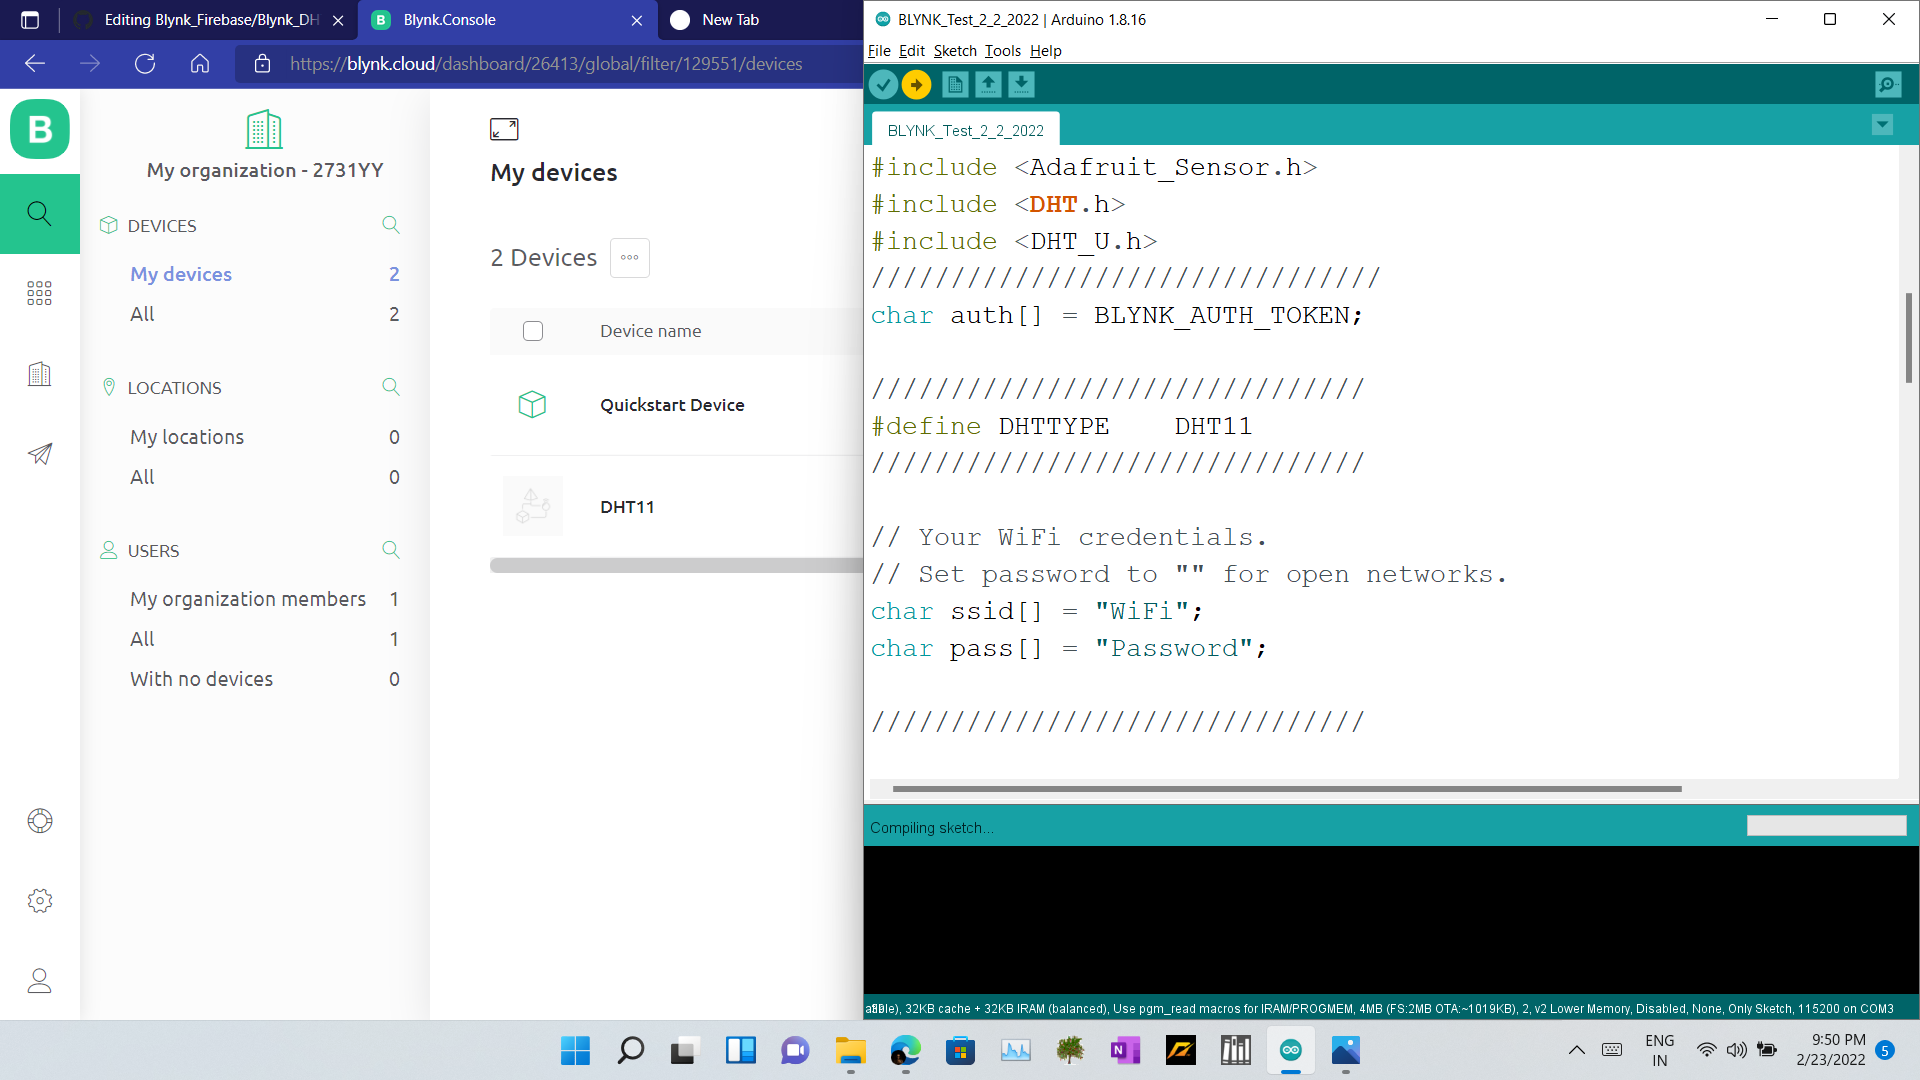 Editing Blynk_Firebase/Blynk_DH
Blynk.Console
New Tab
https://blynk.cloud/dashboard/26413/global/filter/129551/devices
B
My organization - 2731YY
DEVICES
My devices 2
All 2
LOCATIONS
My locations 0
All 0
USERS
My organization members 1
All 1
With no devices 0
My devices
2 Devices
Device name
Quickstart Device
DHT11
BLYNK_Test_2_2_2022 | Arduino 1.8.16
File Edit Sketch Tools Help
BLYNK_Test_2_2_2022
#include <Adafruit_Sensor.h>
#include <DHT.h>
#include <DHT_U.h>
////////////////////////////////
char auth[] = BLYNK_AUTH_TOKEN;
///////////////////////////////
#define DHTTYPE    DHT11
///////////////////////////////
// Your WiFi credentials.
// Set password to "" for open networks.
char ssid[] = "WiFi";
char pass[] = "Password";
///////////////////////////////
Compiling sketch...
32KB cache + 32KB IRAM (balanced), Use pgm_read macros for IRAM/PROGMEM, 4MB (FS:2MB OTA:~1019KB), 2, v2 Lower Memory, Disabled, None, Only Sketch, 115200 on COM3
ENG
IN
9:50 PM
2/23/2022
5